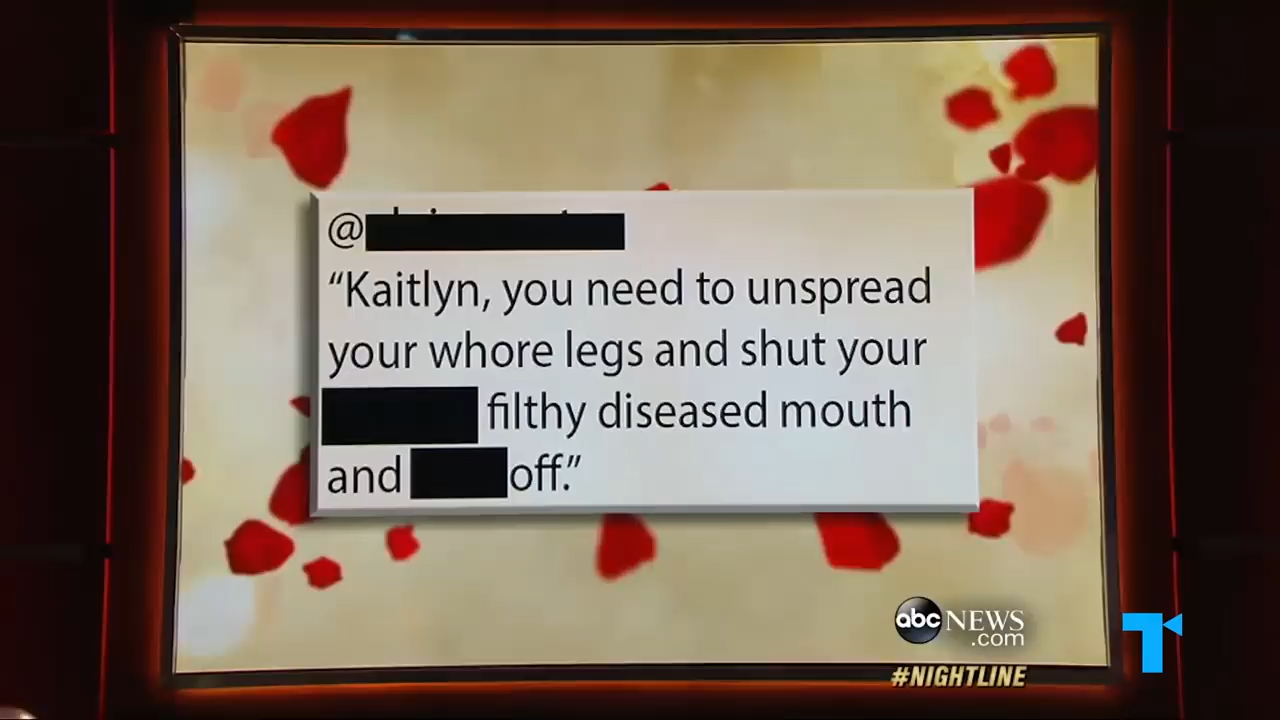 @
“Kaitlyn, you need to unspread
your whore legs and shut your
filthy diseased mouth
and off.”
abc NEWS
.com
#NIGHTLINE
T